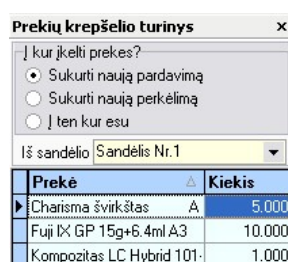 Prekių krepšelio turinys x
Į kur įkelti prekes?
Sukurti naują pardavimą
Sukurti naują perkėlimą
Į ten kur esu
Iš sandėlio Sandėlis Nr.1
Prekė Kiekis
Charisma švirkštas A 5.000
Fuji IX GP 15g+6.4ml A3 10.000
Kompozitas LC Hybrid 101- 1.000